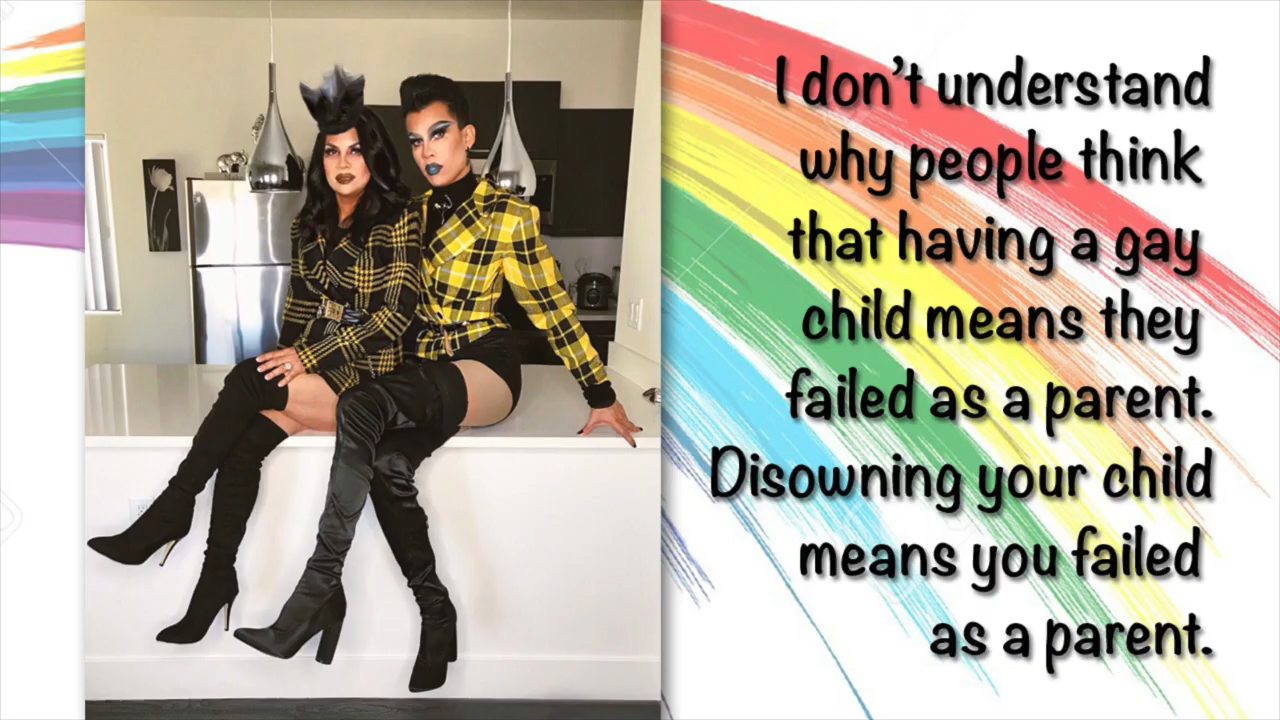 I don't understand
why people think
that having a gay
child means they
failed as a parent.
Disowning your child
means you failed
as a parent.